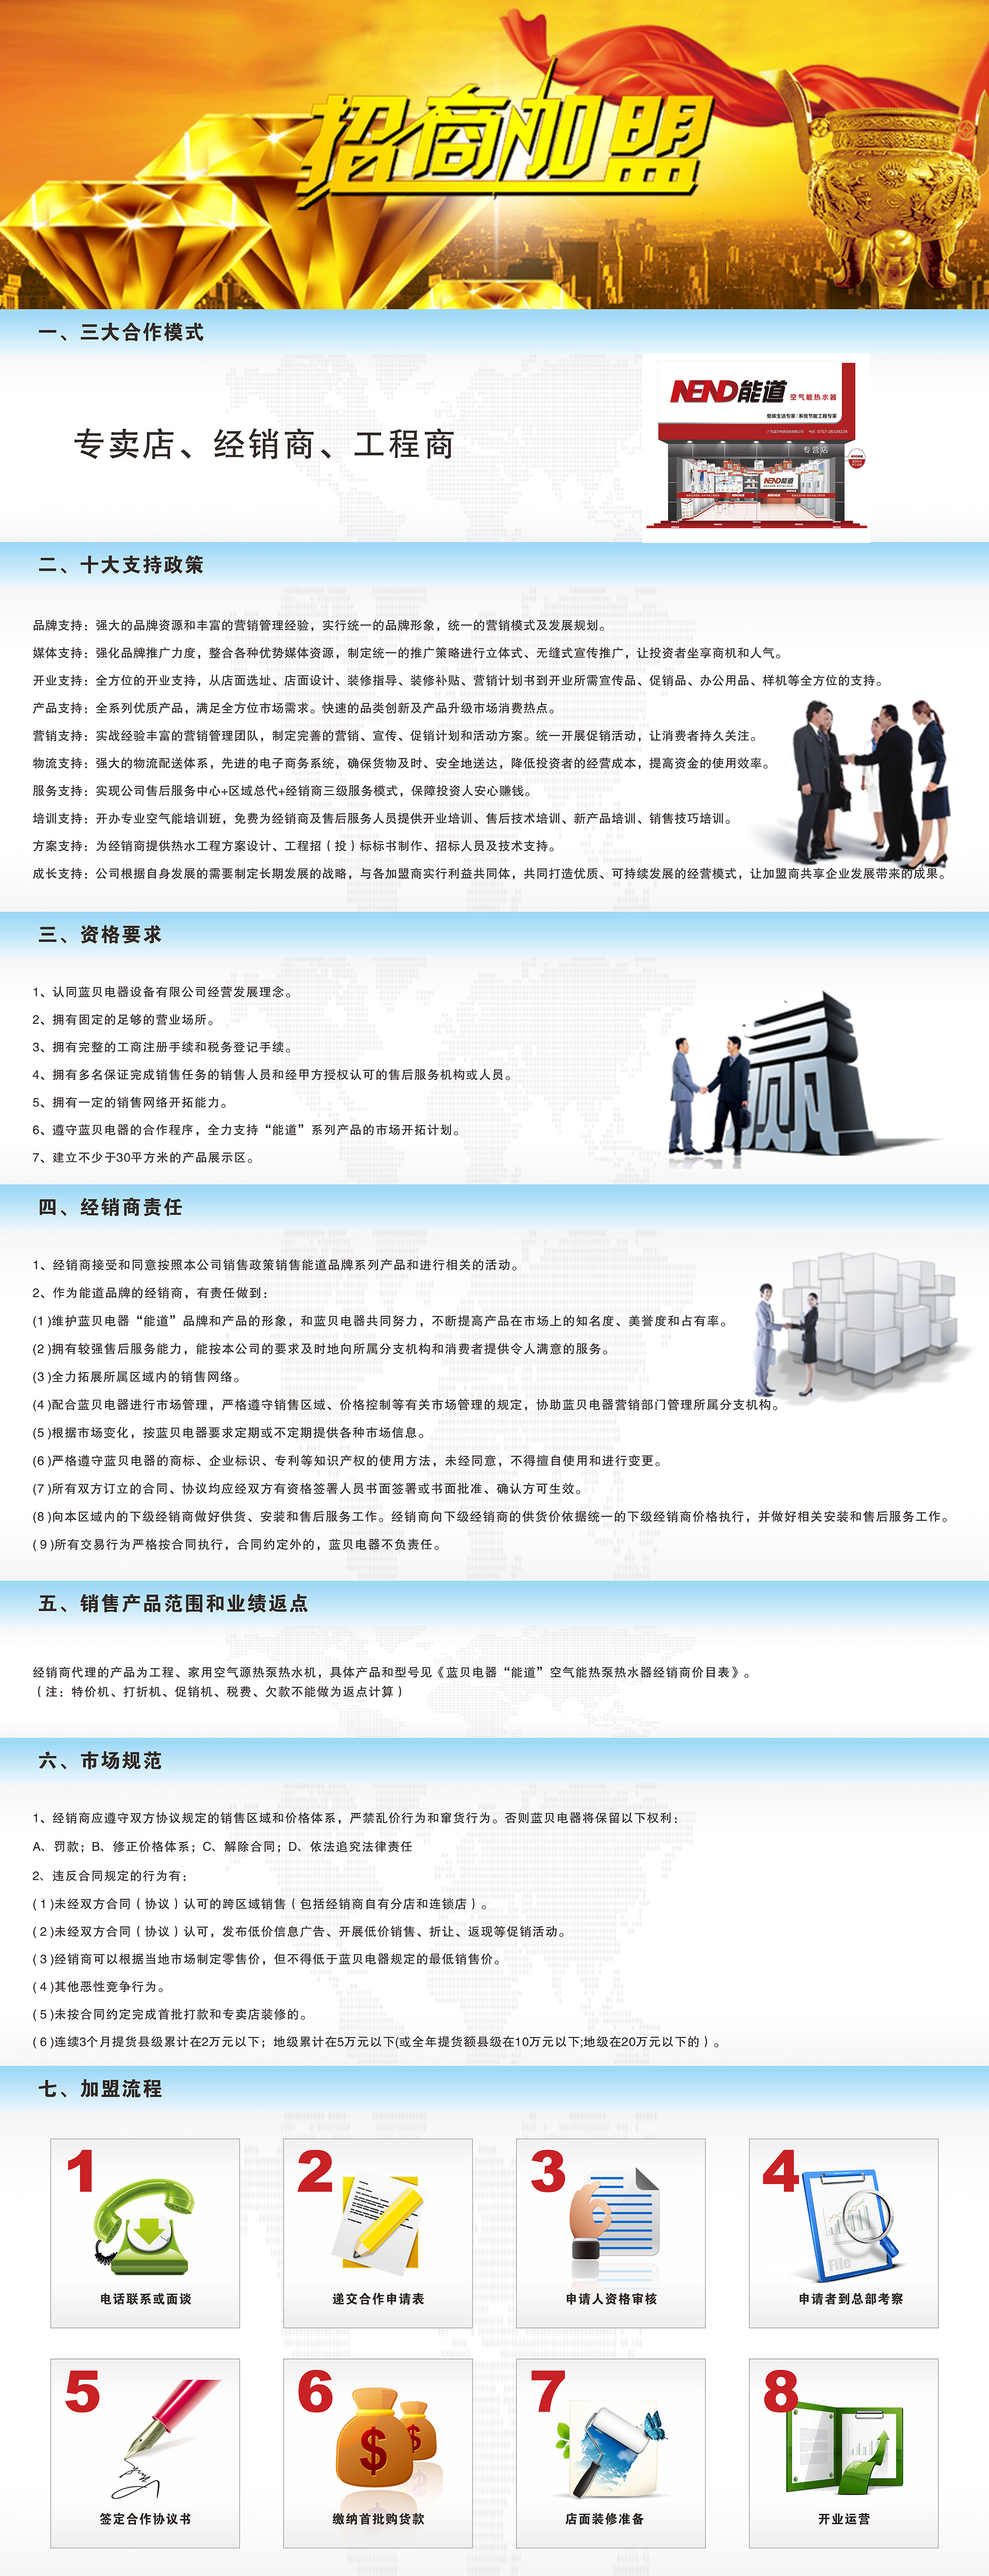 招商加盟
一、三大合作模式
专卖店、经销商、工程商
NEND能道 空气能热水器
专营店
NEND能道
二、十大支持政策
品牌支持：强大的品牌资源和丰富的营销管理经验，实行统一的品牌形象，统一的营销模式及发展规划。
媒体支持：强化品牌推广力度，整合各种优势媒体资源，制定统一的推广策略进行立体式、无缝式宣传推广，让投资者坐享商机和人气。
开业支持：全方位的开业支持，从店面选址、店面设计、装修指导、装修补贴、营销计划书到开业所需宣传品、促销品、办公用品、样机等全方位的支持。
产品支持：全系列优质产品，满足全方位市场需求。快速的品类创新及产品升级市场消费热点。
营销支持：实战经验丰富的营销管理团队，制定完善的营销、宣传、促销计划和活动方案。统一开展促销活动，让消费者持久关注。
物流支持：强大的物流配送体系，先进的电子商务系统，确保货物及时、安全地送达，降低投资者的经营成本，提高资金的使用效率。
服务支持：实现公司售后服务中心+区域总代+经销商三级服务模式，保障投资人安心赚钱。
培训支持：开办专业空气能培训班，免费为经销商及售后服务人员提供开业培训、售后技术培训、新产品培训、销售技巧培训。
方案支持：为经销商提供热水工程方案设计、工程招（投）标标书制作、招标人员及技术支持。
成长支持：公司根据自身发展的需要制定长期发展的战略，与各加盟商实行利益共同体，共同打造优质、可持续发展的经营模式，让加盟商共享企业发展带来的成果。
三、资格要求
1、认同蓝贝电器设备有限公司经营发展理念。
2、拥有固定的足够的营业场所。
3、拥有完整的工商注册手续和税务登记手续。
4、拥有多名保证完成销售任务的销售人员和经甲方授权认可的售后服务机构或人员。
5、拥有一定的销售网络开拓能力。
6、遵守蓝贝电器的合作程序，全力支持“能道”系列产品的市场开拓计划。
7、建立不少于30平方米的产品展示区。
赢
四、经销商责任
1、经销商接受和同意按照本公司销售政策销售能道品牌系列产品和进行相关的活动。
2、作为能道品牌的经销商，有责任做到：
(1)维护蓝贝电器“能道”品牌和产品的形象，和蓝贝电器共同努力，不断提高产品在市场上的知名度、美誉度和占有率。
(2)拥有较强售后服务能力，能按本公司的要求及时地向所属分支机构和消费者提供令人满意的服务。
(3)全力拓展所属区域内的销售网络。
(4)配合蓝贝电器进行市场管理，严格遵守销售区域、价格控制等有关市场管理的规定，协助蓝贝电器营销部门管理所属分支机构。
(5)根据市场变化，按蓝贝电器要求定期或不定期提供各种市场信息。
(6)严格遵守蓝贝电器的商标、企业标识、专利等知识产权的使用方法，未经同意，不得擅自使用和进行变更。
(7)所有双方订立的合同、协议均应经双方有资格签署人员书面签署或书面批准、确认方可生效。
(8)向本区域内的下级经销商做好供货、安装和售后服务工作。经销商向下级经销商的供货价依据统一的下级经销商价格执行，并做好相关安装和售后服务工作。
(9)所有交易行为严格按合同执行，合同约定外的，蓝贝电器不负责任。
五、销售产品范围和业绩返点
经销商代理的产品为工程、家用空气源热泵热水机，具体产品和型号见《蓝贝电器“能道”空气能热泵热水器经销商价目表》。
（注：特价机、打折机、促销机、税费、欠款不能做为返点计算）
六、市场规范
1、经销商应遵守双方协议规定的销售区域和价格体系，严禁乱价行为和窜货行为。否则蓝贝电器将保留以下权利：
A、罚款；B、修正价格体系；C、解除合同；D、依法追究法律责任
2、违反合同规定的行为有：
(1)未经双方合同（协议）认可的跨区域销售（包括经销商自有分店和连锁店）。
(2)未经双方合同（协议）认可，发布低价信息广告、开展低价销售、折让、返现等促销活动。
(3)经销商可以根据当地市场制定零售价，但不得低于蓝贝电器规定的最低销售价。
(4)其他恶性竞争行为。
(5)未按合同约定完成首批打款和专卖店装修的。
(6)连续3个月提货县级累计在2万元以下；地级累计在5万元以下(或全年提货额县级在10万元以下;地级在20万元以下的）。
七、加盟流程
1
电话联系或面谈
2
递交合作申请表
3
申请人资格审核
4
File
申请者到总部考察
5
签定合作协议书
6
$
$
缴纳首批购货款
7
店面装修准备
8
开业运营